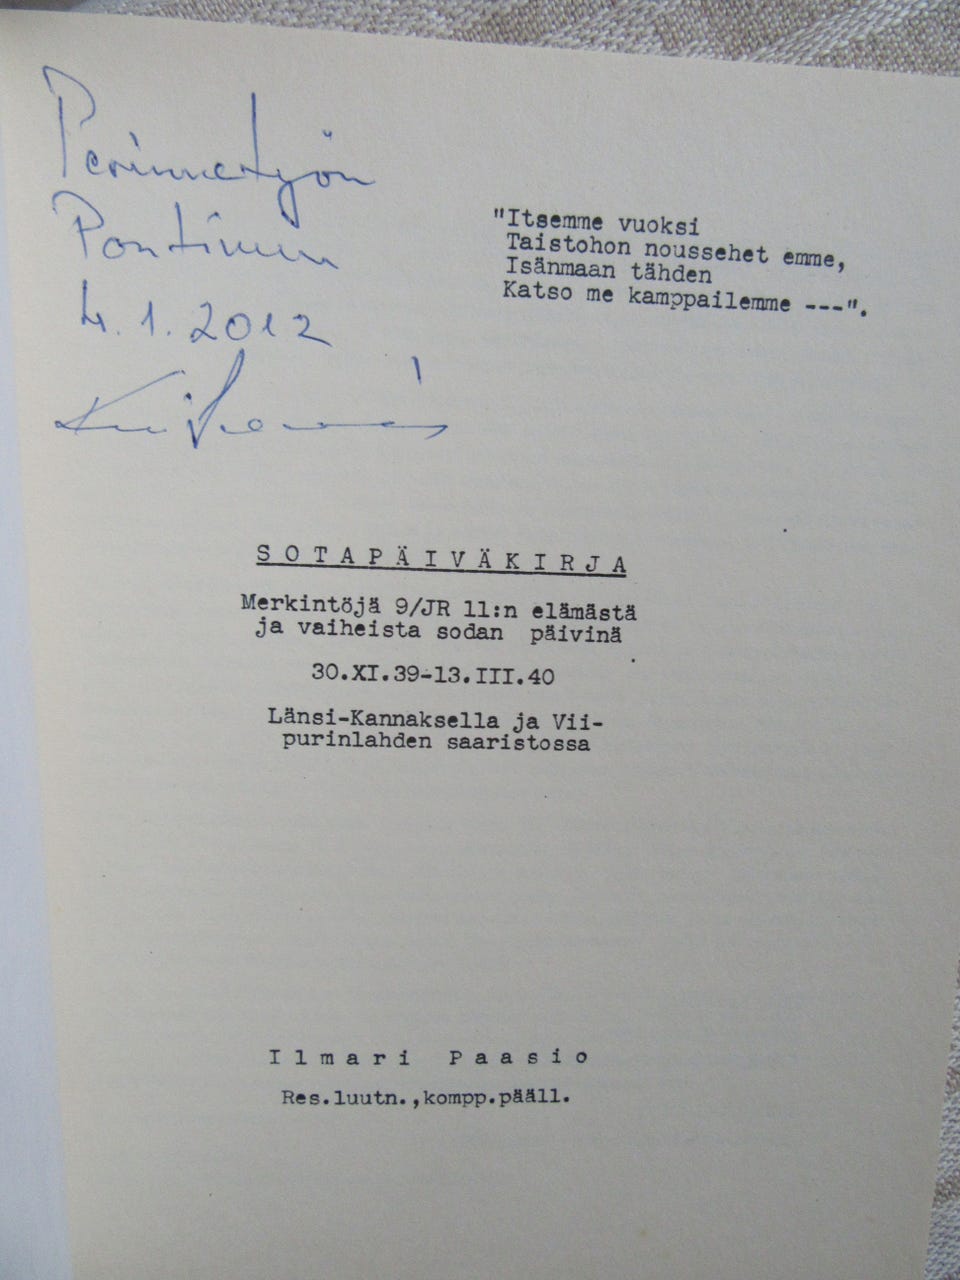 Perinnetyön
4.1.2012
"Itsemme vuoksi
Taistohon noussehet emme,
Isänmaan tähden
Katso me kamppailemme ---".
SOTAPÄIVÄKIRJA
Merkintöjä 9/JR 11:n elämästä
ja vaiheista sodan päivinä
30.XI.39-13.III.40
Länsi-Kannaksella ja Vii-
purinlahden saaristossa
Ilmari Paasio
Res.luutn.,kompp.pääll.